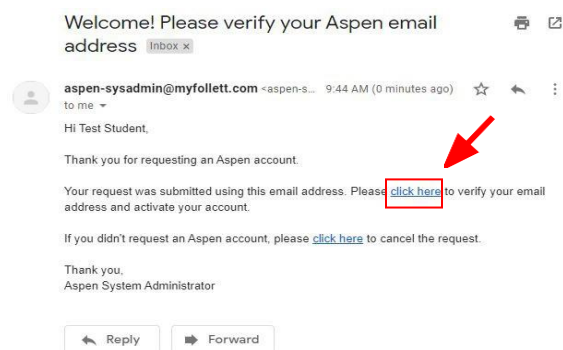 Welcome! Please verify your Aspen email
address Inbox x
aspen-sysadmin@myfollett.com <aspen-s... 9:44 AM (0 minutes ago)
to me
Hi Test Student,
Thank you for requesting an Aspen account.
Your request was submitted using this email address. Please click here to verify your email
address and activate your account.
If you didn't request an Aspen account, please click here to cancel the request.
Thank you,
Aspen System Administrator
Reply Forward